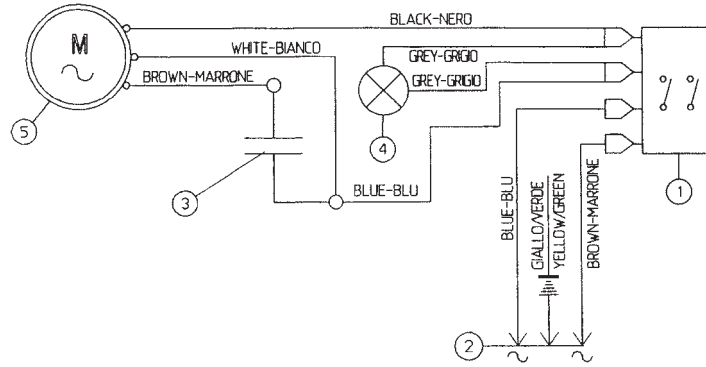 BLACK-NERO
M
WHITE-BIANCO
GREY-GRIGIO
BROWN-MARRONE
GREY-GRIGIO
5
4
3
BLUE-BLU
1
BLUE-BLU
GIALLO/VERDE
YELLOW/GREEN
BROWN-MARRONE
2